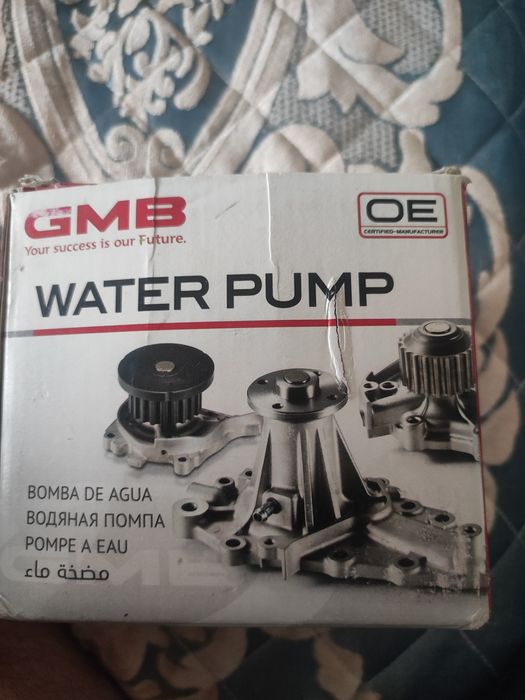 GMB
Your success is our Future.
OE
CERTIFIED-MANUFACTURER
WATER PUMP
BOMBA DE AGUA
ВОДЯНАЯ ПОМПА
POMPE A EAU
مضخة ماء
GMB